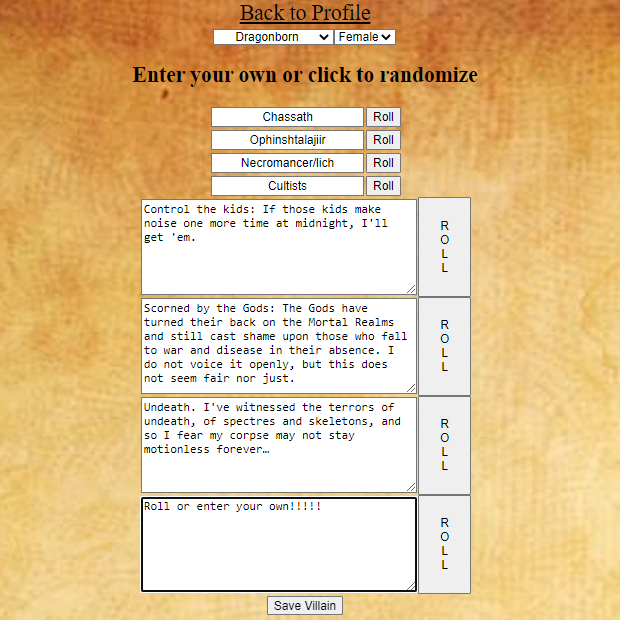 Back to Profile
Dragonborn Female
Enter your own or click to randomize
Chassath Roll
Ophinshtalajiir Roll
Necromancer/lich Roll
Cultists Roll
Control the kids: If those kids make
noise one more time at midnight, I'll
get 'em.
R
O
L
L
Scorned by the Gods: The Gods have
turned their back on the Mortal Realms
and still cast shame upon those who fall
to war and disease in their absence. I
do not voice it openly, but this does
not seem fair nor just.
R
O
L
L
Undeath. I've witnessed the terrors of
undeath, of spectres and skeletons, and
so I fear my corpse may not stay
motionless forever…
R
O
L
L
Roll or enter your own!!!!!
R
O
L
L
Save Villain